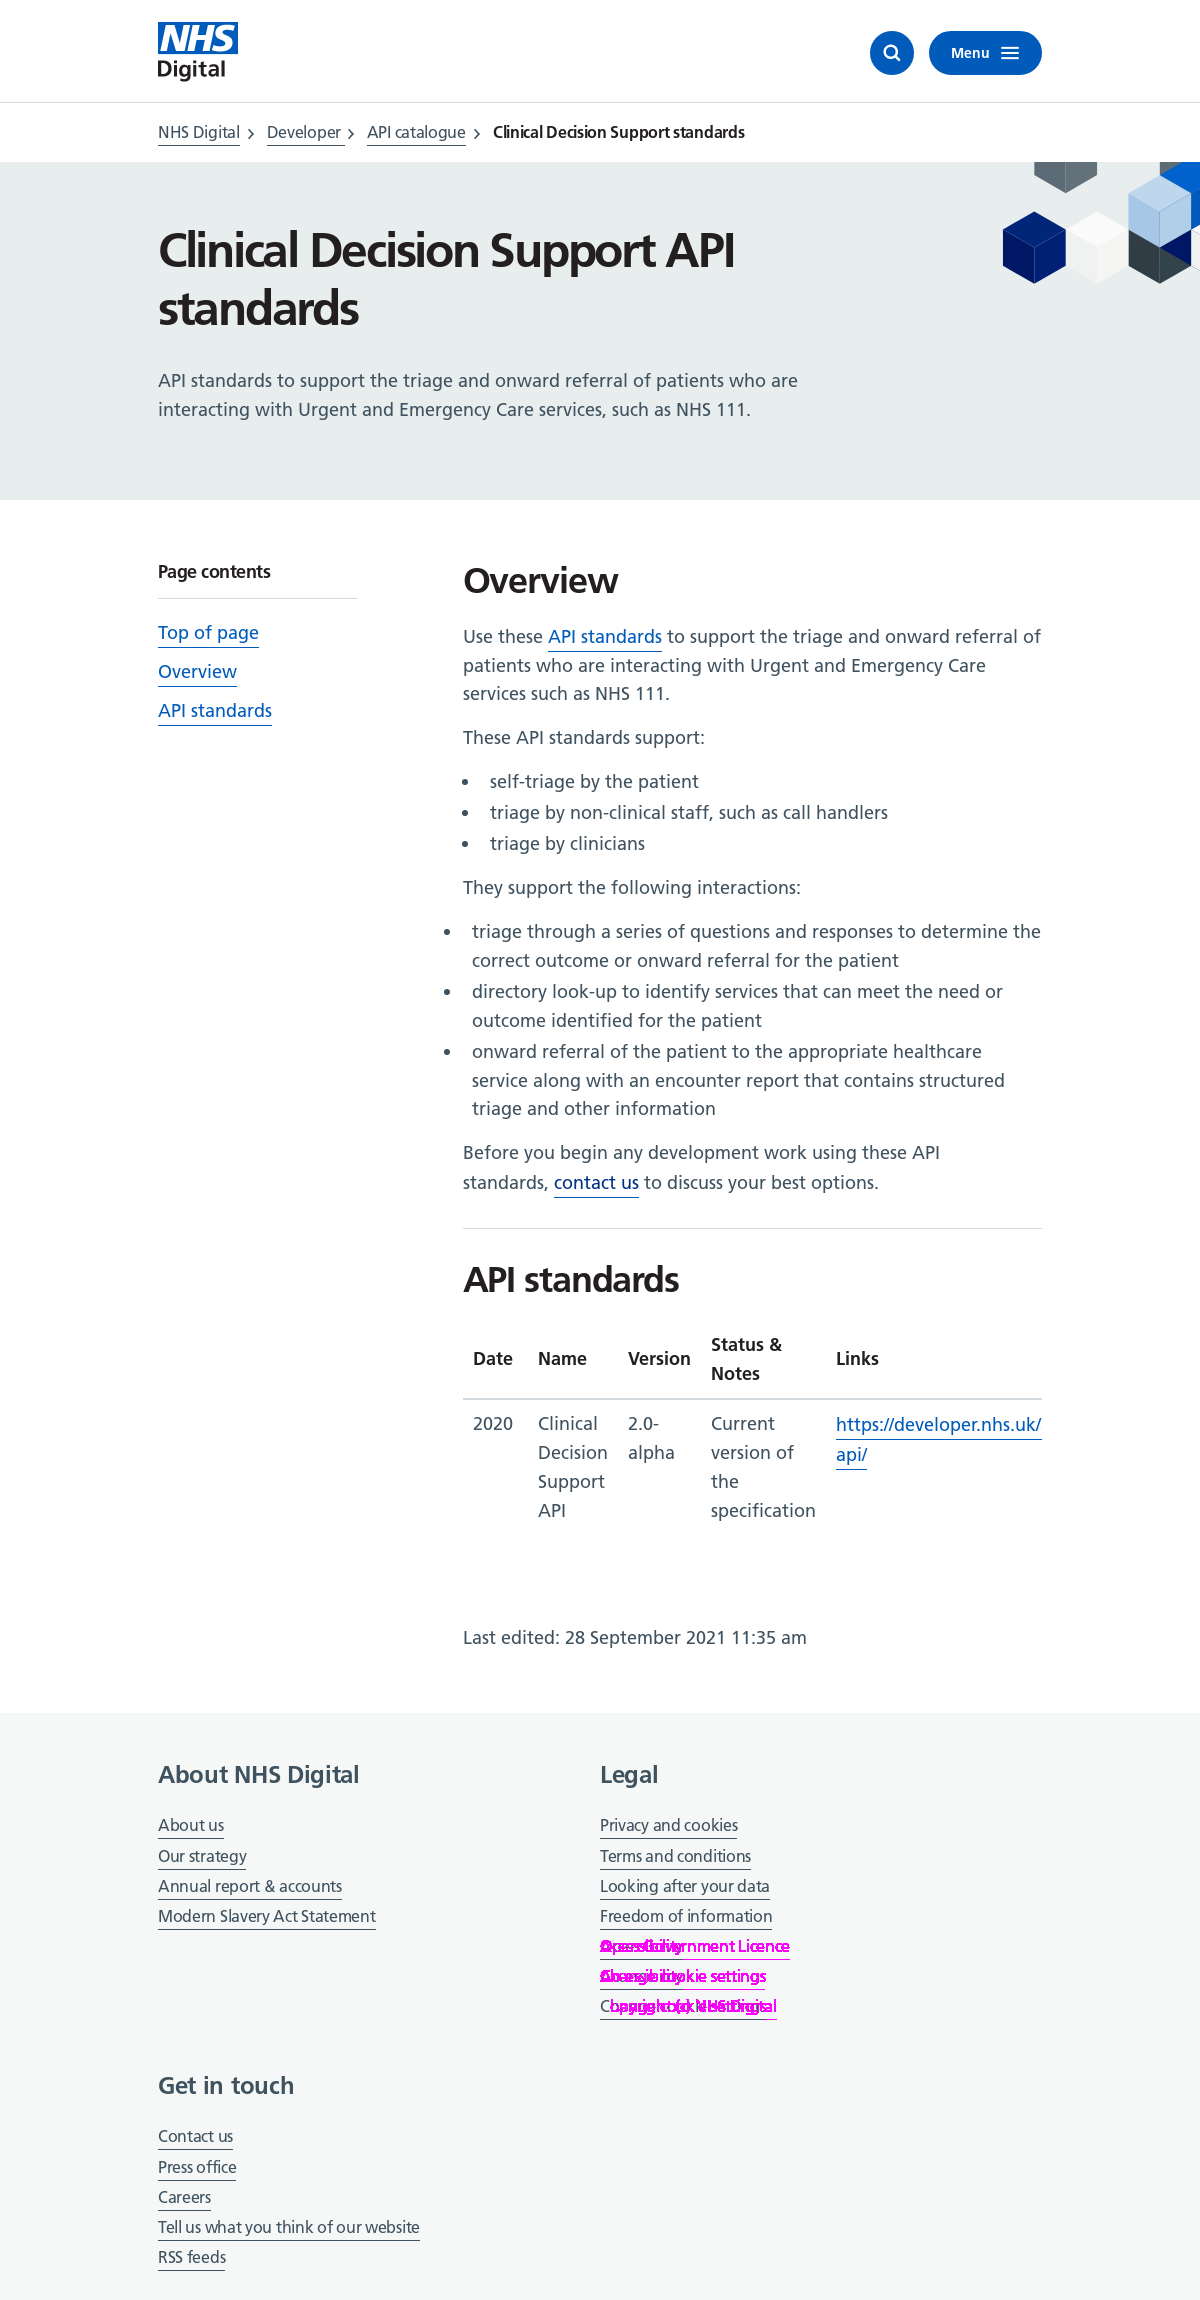 NHS
Digital
Menu
NHS Digital > Developer > API catalogue > Clinical Decision Support standards
Clinical Decision Support API
standards
API standards to support the triage and onward referral of patients who are
interacting with Urgent and Emergency Care services, such as NHS 111.
Page contents
Top of page
Overview
API standards
Overview
Use these API standards to support the triage and onward referral of
patients who are interacting with Urgent and Emergency Care
services such as NHS 111.
These API standards support:
• self-triage by the patient
• triage by non-clinical staff, such as call handlers
• triage by clinicians
They support the following interactions:
• triage through a series of questions and responses to determine the
correct outcome or onward referral for the patient
• directory look-up to identify services that can meet the need or
outcome identified for the patient
• onward referral of the patient to the appropriate healthcare
service along with an encounter report that contains structured
triage and other information
Before you begin any development work using these API
standards, contact us to discuss your best options.
API standards
Date Name Version Status &
Notes Links
2020 Clinical
Decision
Support
API
2.0-
alpha
Current
version of
the
specification
https://developer.nhs.uk/
api/
Last edited: 28 September 2021 11:35 am
About NHS Digital
About us
Our strategy
Annual report & accounts
Modern Slavery Act Statement
Legal
Privacy and cookies
Terms and conditions
Looking after your data
Freedom of information
Get in touch
Contact us
Press office
Careers
Tell us what you think of our website
RSS feeds